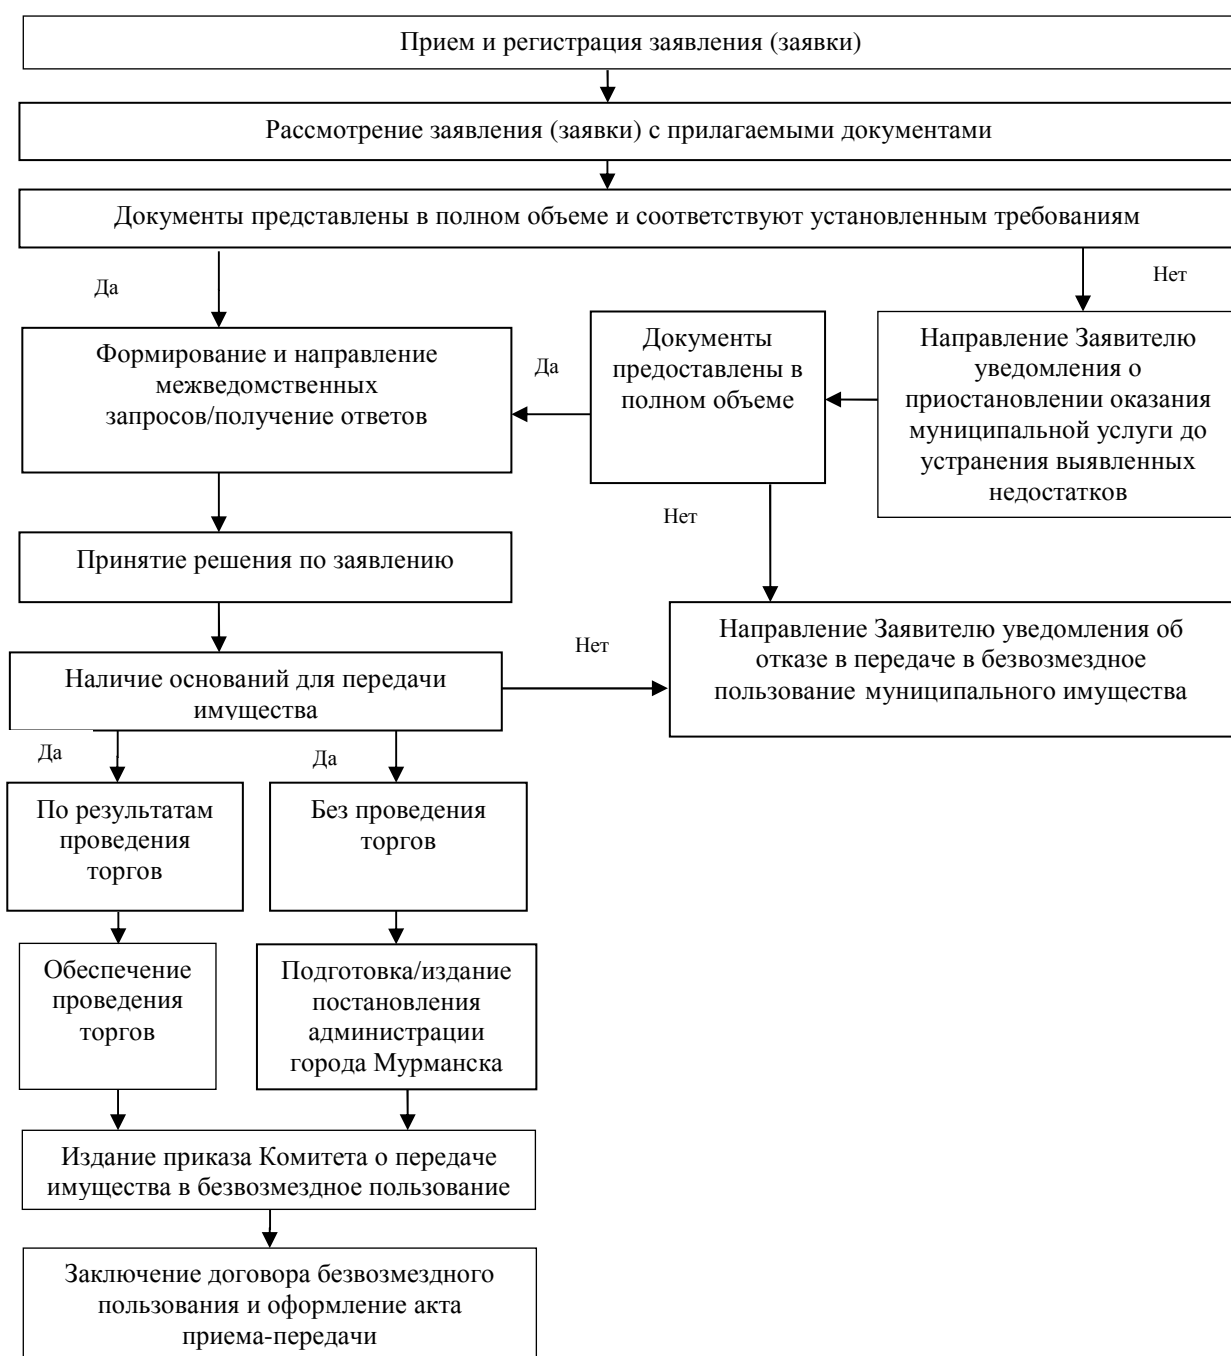 Прием и регистрация заявления (заявки)
Рассмотрение заявления (заявки) с прилагаемыми документами
Документы представлены в полном объеме и соответствуют установленным требованиям
Да
Нет
Формирование и направление
межведомственных
запросов/получение ответов
Да
Документы
предоставлены в
полном объеме
Направление Заявителю
уведомления о
приостановлении оказания
муниципальной услуги до
устранения выявленных
недостатков
Нет
Принятие решения по заявлению
Направление Заявителю уведомления об
отказе в передаче в безвозмездное
пользование муниципального имущества
Нет
Наличие оснований для передачи
имущества
Да
Да
По результатам
проведения
торгов
Без проведения
торгов
Обеспечение
проведения
торгов
Подготовка/издание
постановления
администрации
города Мурманска
Издание приказа Комитета о передаче
имущества в безвозмездное пользование
Заключение договора безвозмездного
пользования и оформление акта
приема-передачи